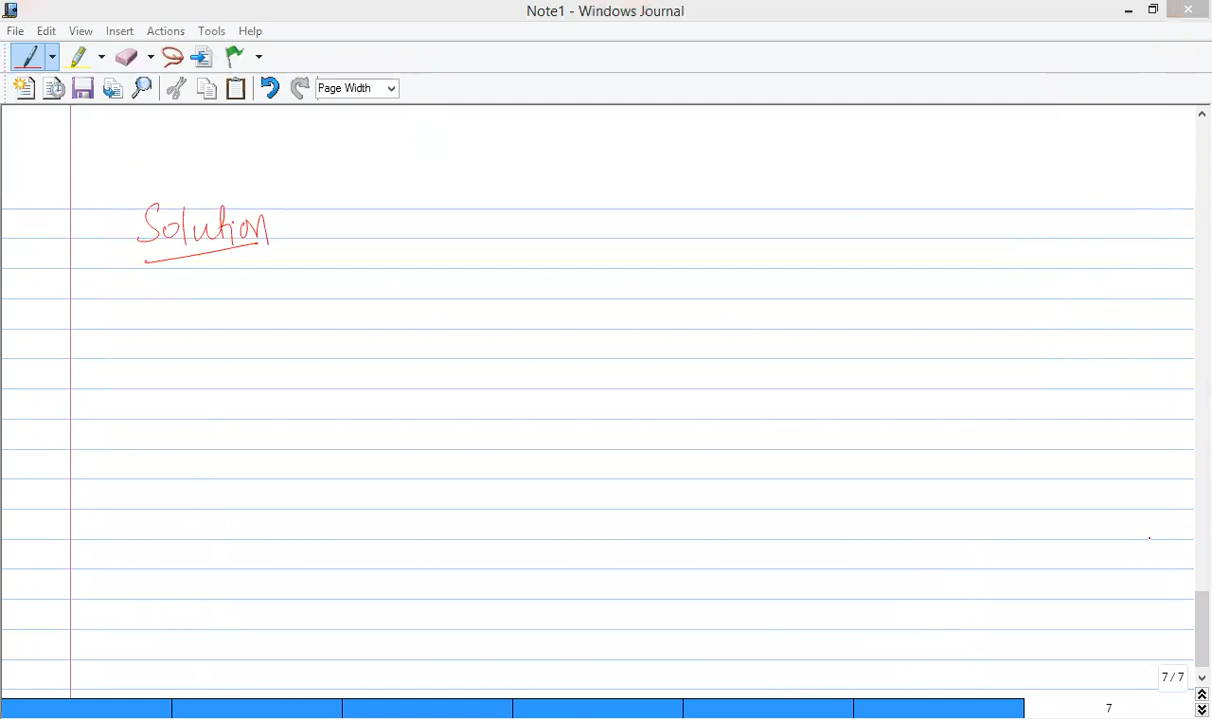 Note1 - Windows Journal
File Edit View Insert Actions Tools Help
Page Width
Solution
7 / 7
7